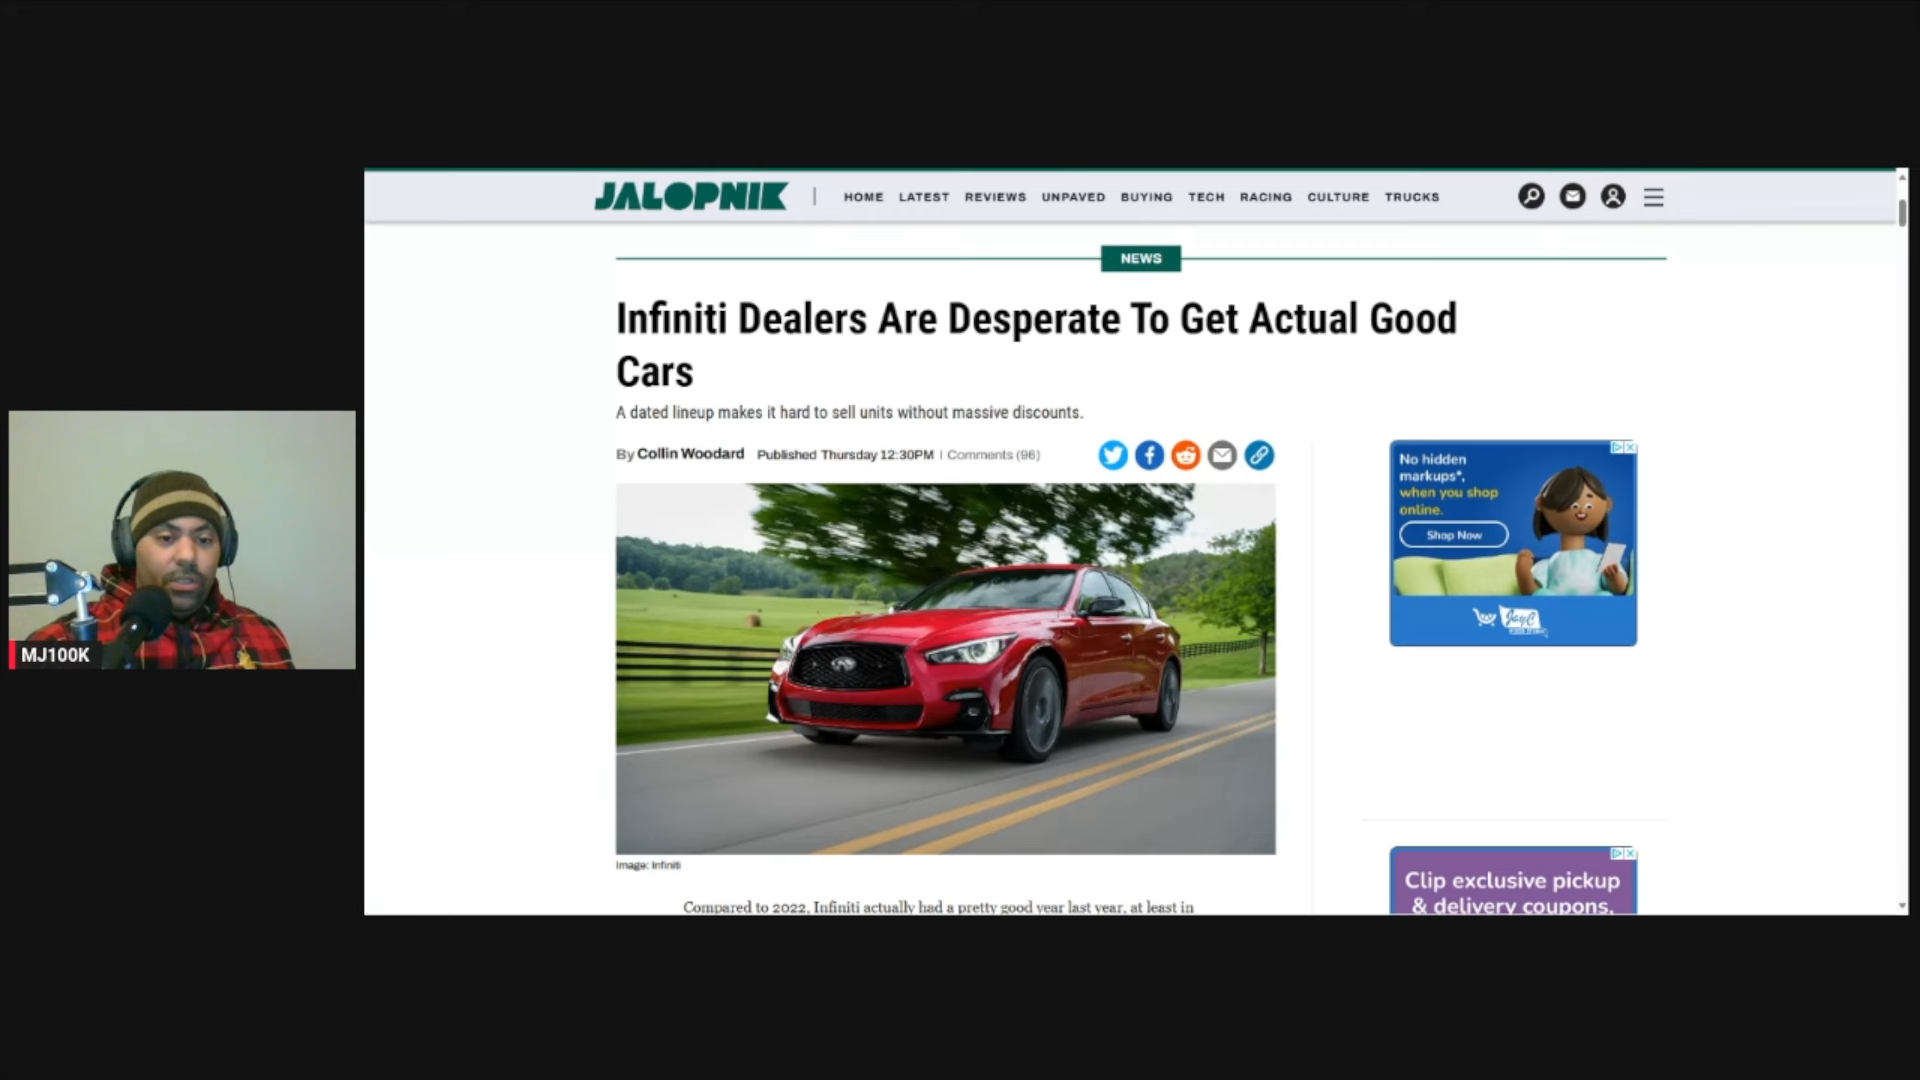 JALOPNIK
HOME LATEST REVIEWS UNPAVED BUYING TECH RACING CULTURE TRUCKS
NEWS
Infiniti Dealers Are Desperate To Get Actual Good
Cars
A dated lineup makes it hard to sell units without massive discounts.
By Collin Woodard Published Thursday 12:30PM | Comments (96)
No hidden
markups*,
when you shop
online.
Shop Now
JayC
MJ100K
Image: Infiniti
Clip exclusive pickup
& delivery coupons,
Compared to 2022, Infiniti actually had a pretty good year last year, at least in